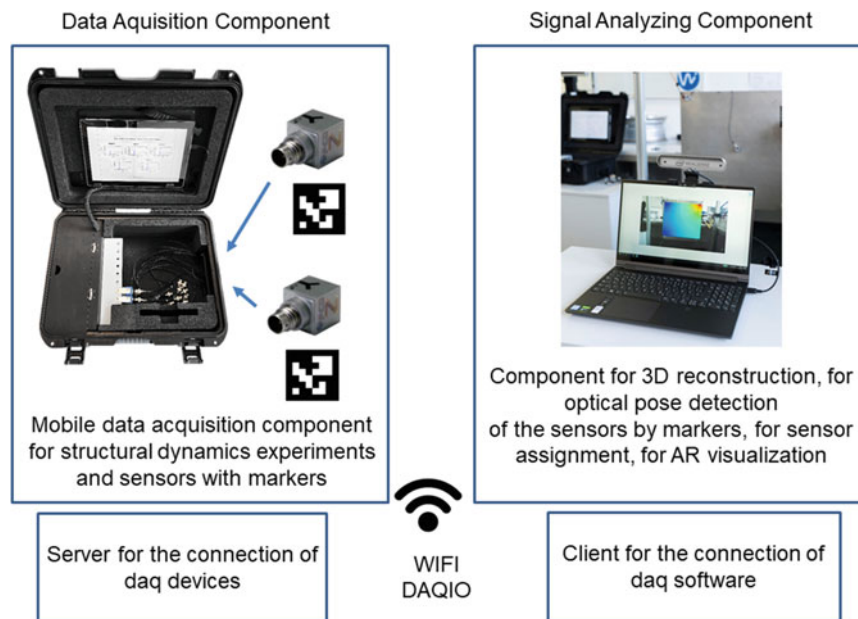 Data Aquisition Component
Signal Analyzing Component
Y
Y
W
Mobile data acquisition component
for structural dynamics experiments
and sensors with markers
Component for 3D reconstruction, for
optical pose detection
of the sensors by markers, for sensor
assignment, for AR visualization
Server for the connection of
daq devices
WIFI
DAQIO
Client for the connection of
daq software